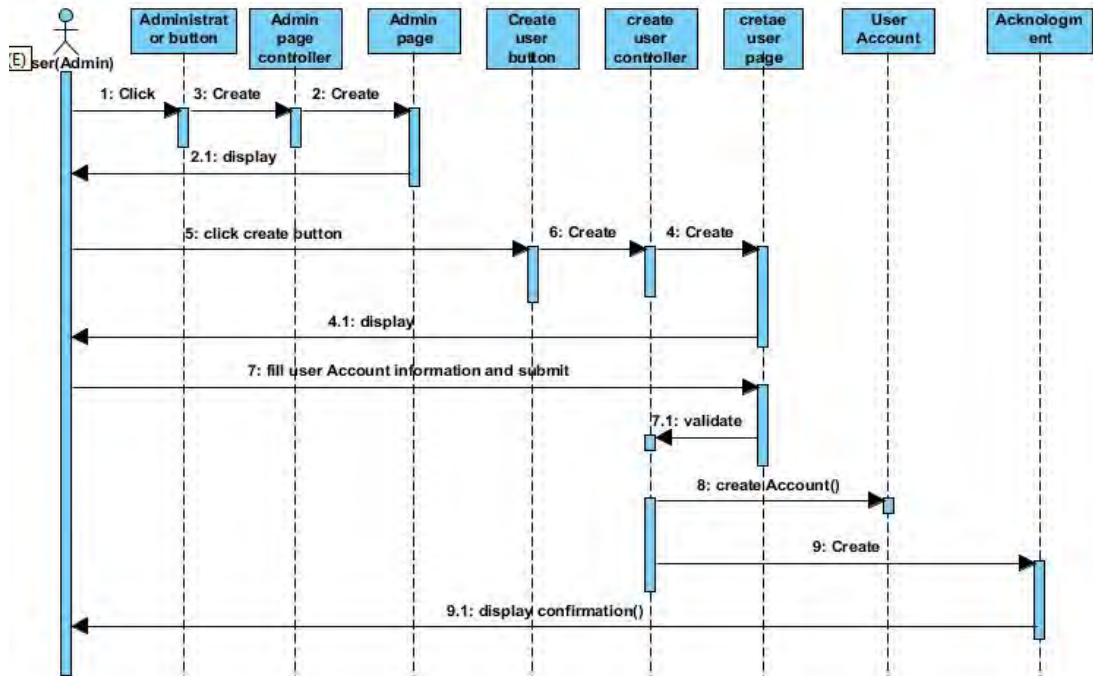 Administrat
or button
Admin
page
controller
Admin
page
Create
user
button
create
user
controller
cretae
user
page
User
Account
Acknologm
ent
(E)
ser(Admin)
1: Click
3: Create
2: Create
2.1: display
5: click create button
6: Create
4: Create
4.1: display
7: fill user Account information and submit
7.1: validate
8: createAccount()
9: Create
9.1: display confirmation()